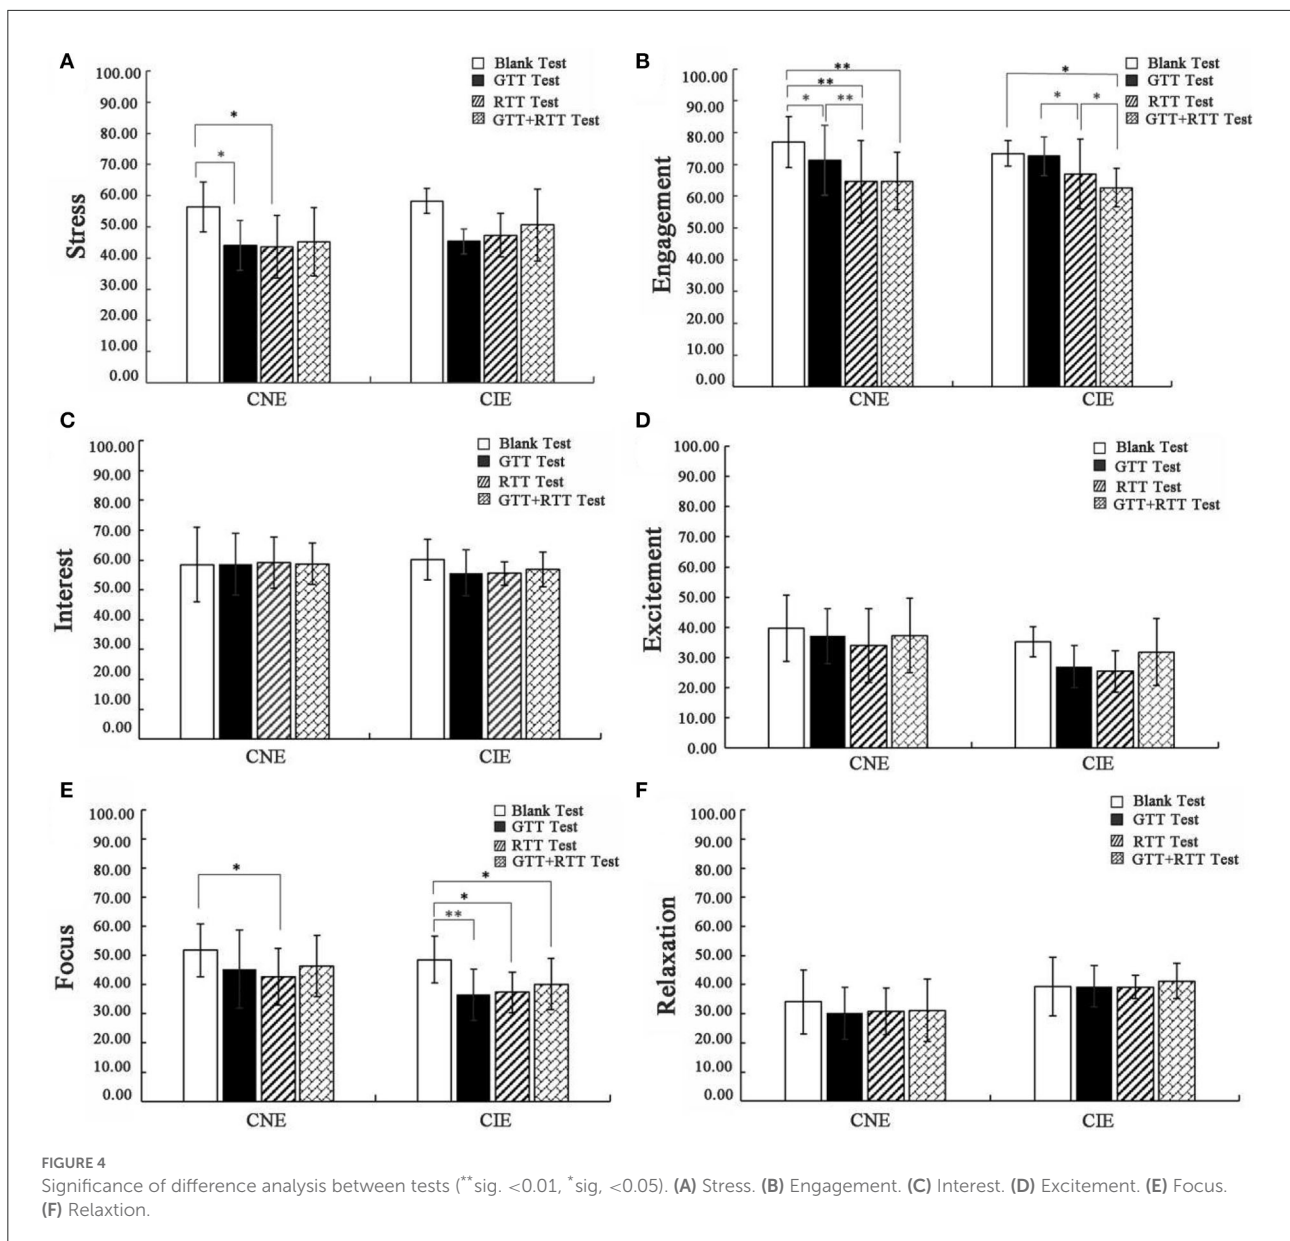 A
Blank Test
GTT Test
RTT Test
GTT+RTT Test
100.00
90.00
80.00
70.00
60.00
50.00
40.00
30.00
20.00
10.00
0.00
Stress
*
*
CNE
CIE
B
Blank Test
GTT Test
RTT Test
GTT+RTT Test
100.00
90.00
80.00
70.00
60.00
50.00
40.00
30.00
20.00
10.00
0.00
Engagement
**
**
*
**
*
*
*
CNE
CIE
C
Blank Test
GTT Test
RTT Test
GTT+RTT Test
100.00
90.00
80.00
70.00
60.00
50.00
40.00
30.00
20.00
10.00
0.00
Interest
CNE
CIE
D
Blank Test
GTT Test
RTT Test
GTT+RTT Test
100.00
90.00
80.00
70.00
60.00
50.00
40.00
30.00
20.00
10.00
0.00
Excitement
CNE
CIE
E
Blank Test
GTT Test
RTT Test
GTT+RTT Test
100.00
90.00
80.00
70.00
60.00
50.00
40.00
30.00
20.00
10.00
0.00
Focus
*
*
*
**
CNE
CIE
F
Blank Test
GTT Test
RTT Test
GTT+RTT Test
100.00
90.00
80.00
70.00
60.00
50.00
40.00
30.00
20.00
10.00
0.00
Relaxation
CNE
CIE
FIGURE 4
Significance of difference analysis between tests (**sig. <0.01, *sig, <0.05). (A) Stress. (B) Engagement. (C) Interest. (D) Excitement. (E) Focus.
(F) Relaxtion.